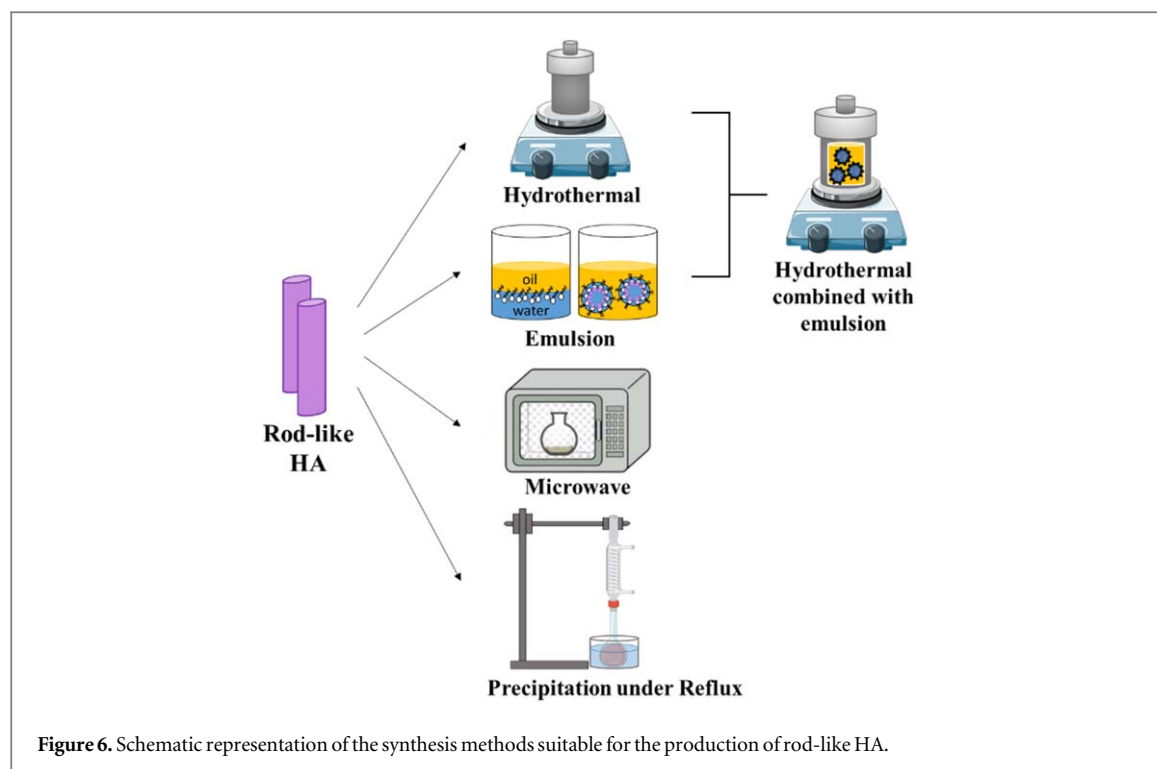 Hydrothermal
oil
water
Emulsion
Hydrothermal
combined with
emulsion
Rod-like
HA
Microwave
Precipitation under Reflux
Figure 6. Schematic representation of the synthesis methods suitable for the production of rod-like HA.